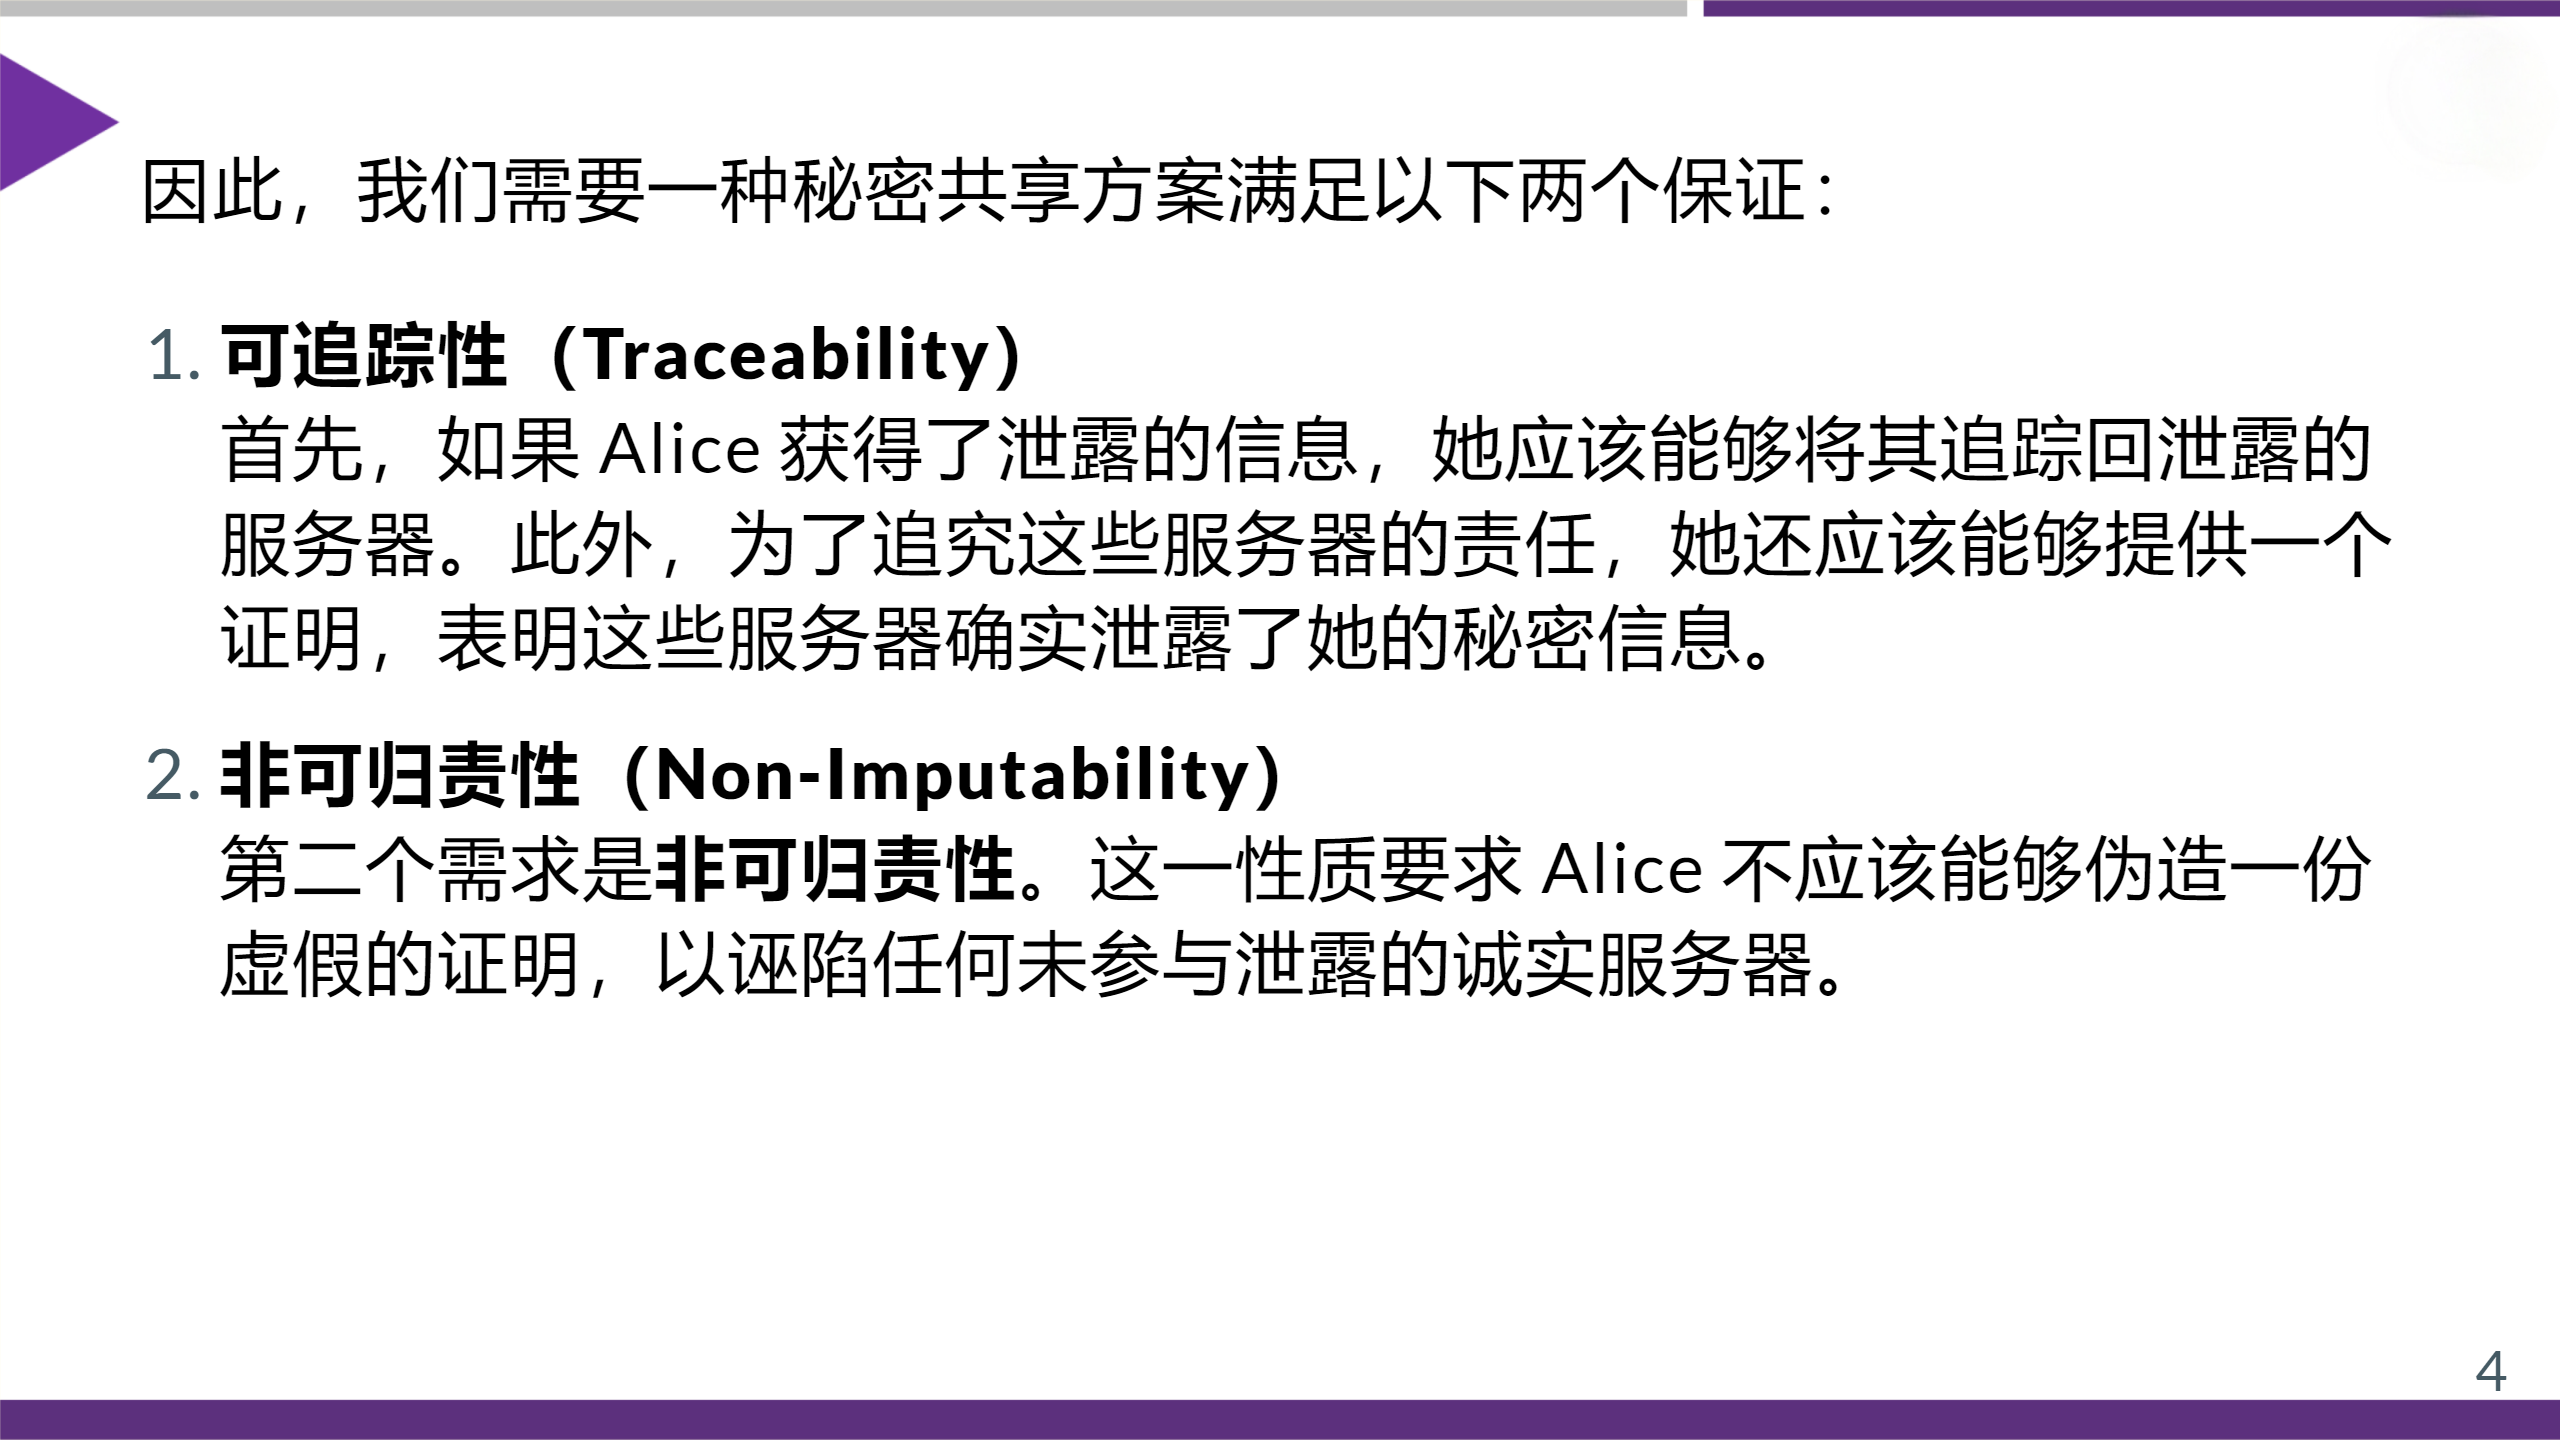 因此，我们需要一种秘密共享方案满足以下两个保证：
1. 可追踪性（Traceability）
首先，如果 Alice 获得了泄露的信息，她应该能够将其追踪回泄露的
服务器。此外，为了追究这些服务器的责任，她还应该能够提供一个
证明，表明这些服务器确实泄露了她的秘密信息。
2. 非可归责性（Non-Imputability）
第二个需求是非可归责性。这一性质要求 Alice 不应该能够伪造一份
虚假的证明，以诬陷任何未参与泄露的诚实服务器。
4